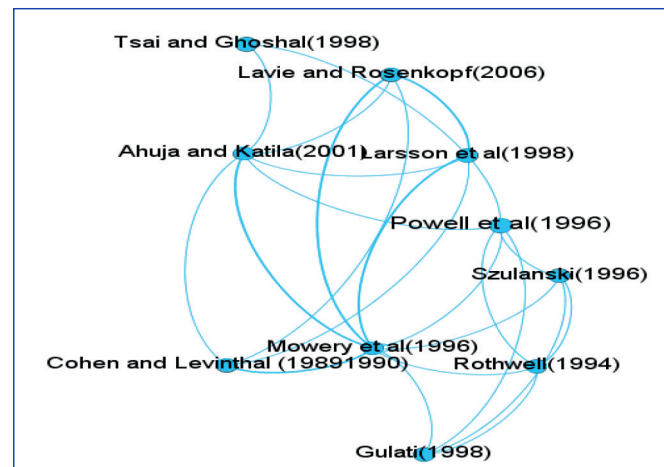 Tsai and Ghoshal(1998)
Lavie and Rosenkopf(2006)
Ahuja and Katila(2001)
Larsson et al(1998)
Powell et al(1996)
Szulanski(1996)
Mowery et al(1996)
Cohen and Levinthal (19891990)
Rothwell(1994)
Gulati(1998)